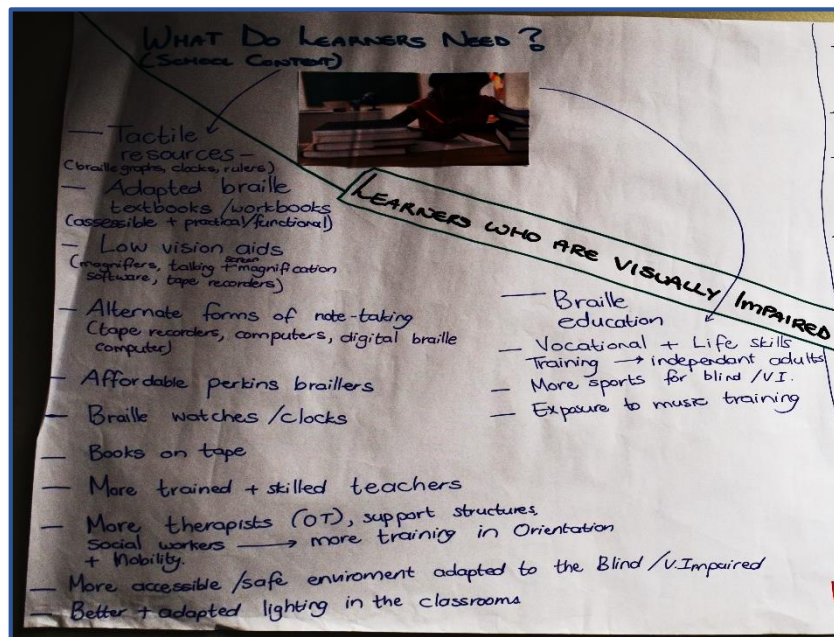 WHAT DO LEARNERS NEED?
(SCHOOL CONTEXT)
— Tactile
resources –
(braille graphs, clocks, rulers)
— Adapted braille
textbooks/workbooks
(assessible + practical/functional)
— Low vision aids
(magnifiers, talking + screen magnification
software, tape recorders)
— Alternate forms of note-taking
(tape recorders, computers, digital braille
computer)
— Affordable perkins braillers
— Braille watches/clocks
— Books on tape
— More trained + skilled teachers
— More therapists (OT), support structures,
social workers → more training in Orientation
+ Mobility.
— More accessible/safe enviroment adapted to the Blind/V.Impaired
— Better + adapted lighting in the classrooms
LEARNERS WHO ARE VISUALLY IMPAIRED
— Braille
education
— Vocational + Life skills
Training → independant adults
— More sports for blind/V.I.
— Exposure to music training